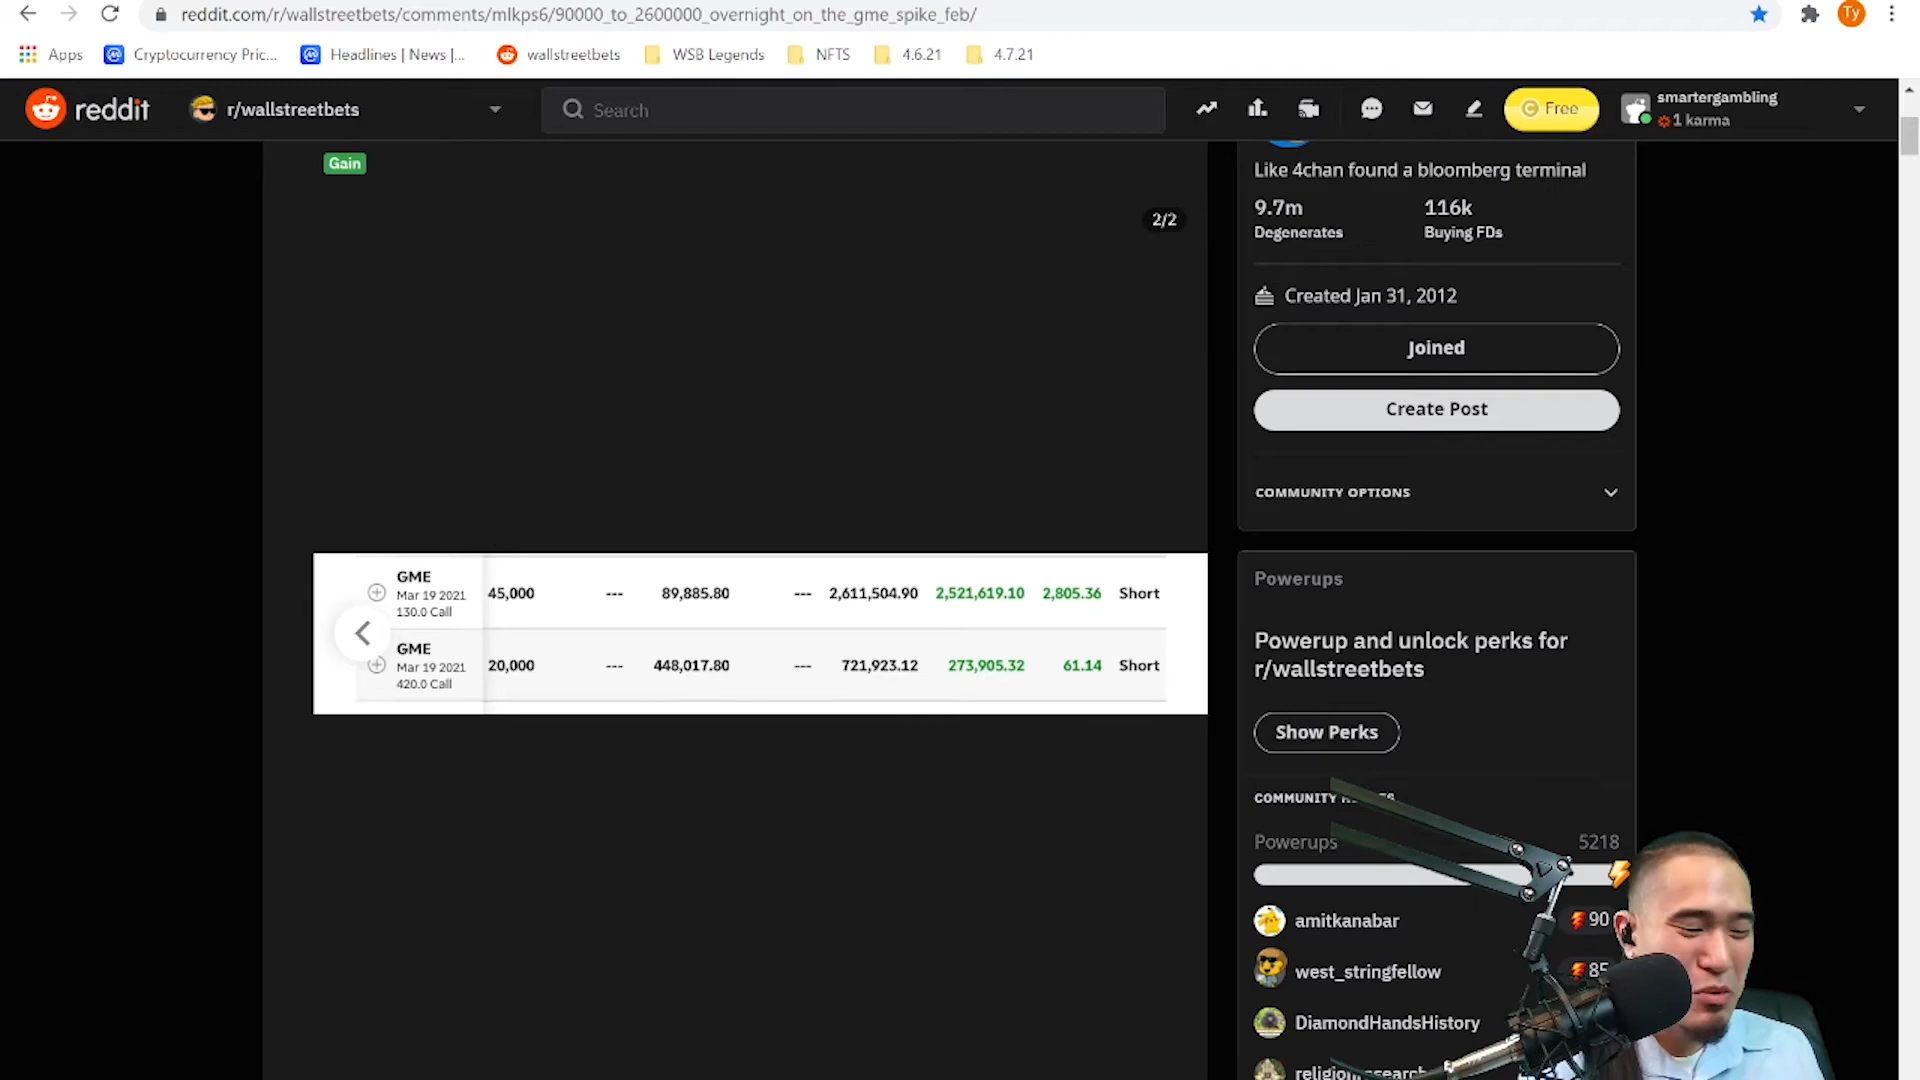 reddit.com/r/wallstreetbets/comments/mlkps6/90000_to_2600000_overnight_on_the_gme_spike_feb/
Ty
Apps
Cryptocurrency Pric...
Headlines | News |...
wallstreetbets
WSB Legends
NFTS
4.6.21
4.7.21
reddit
r/wallstreetbets
Search
Free
smartergambling
1 karma
Gain
2/2
GME
Mar 19 2021
130.0 Call
45,000 --- 89,885.80 --- 2,611,504.90 2,521,619.10 2,805.36 Short
GME
Mar 19 2021
420.0 Call
20,000 --- 448,017.80 --- 721,923.12 273,905.32 61.14 Short
Like 4chan found a bloomberg terminal
9.7m 116k
Degenerates Buying FDs
Created Jan 31, 2012
Joined
Create Post
COMMUNITY OPTIONS
Powerups
Powerup and unlock perks for
r/wallstreetbets
Show Perks
COMMUNITY
Powerups 5218
amitkanabar 90
west_stringfellow 85
DiamondHandsHistory